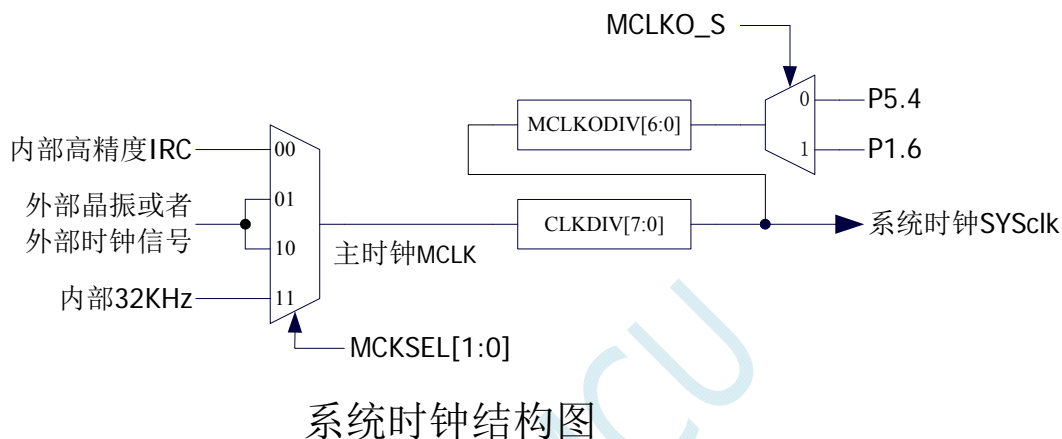 MCLKO_S
MCLKODIV[6:0]
0
P5.4
1
P1.6
内部高精度IRC
00
外部晶振或者
外部时钟信号
01
10
主时钟MCLK
CLKDIV[7:0]
系统时钟SYSclk
内部32KHz
11
MCKSEL[1:0]
系统时钟结构图
MCU